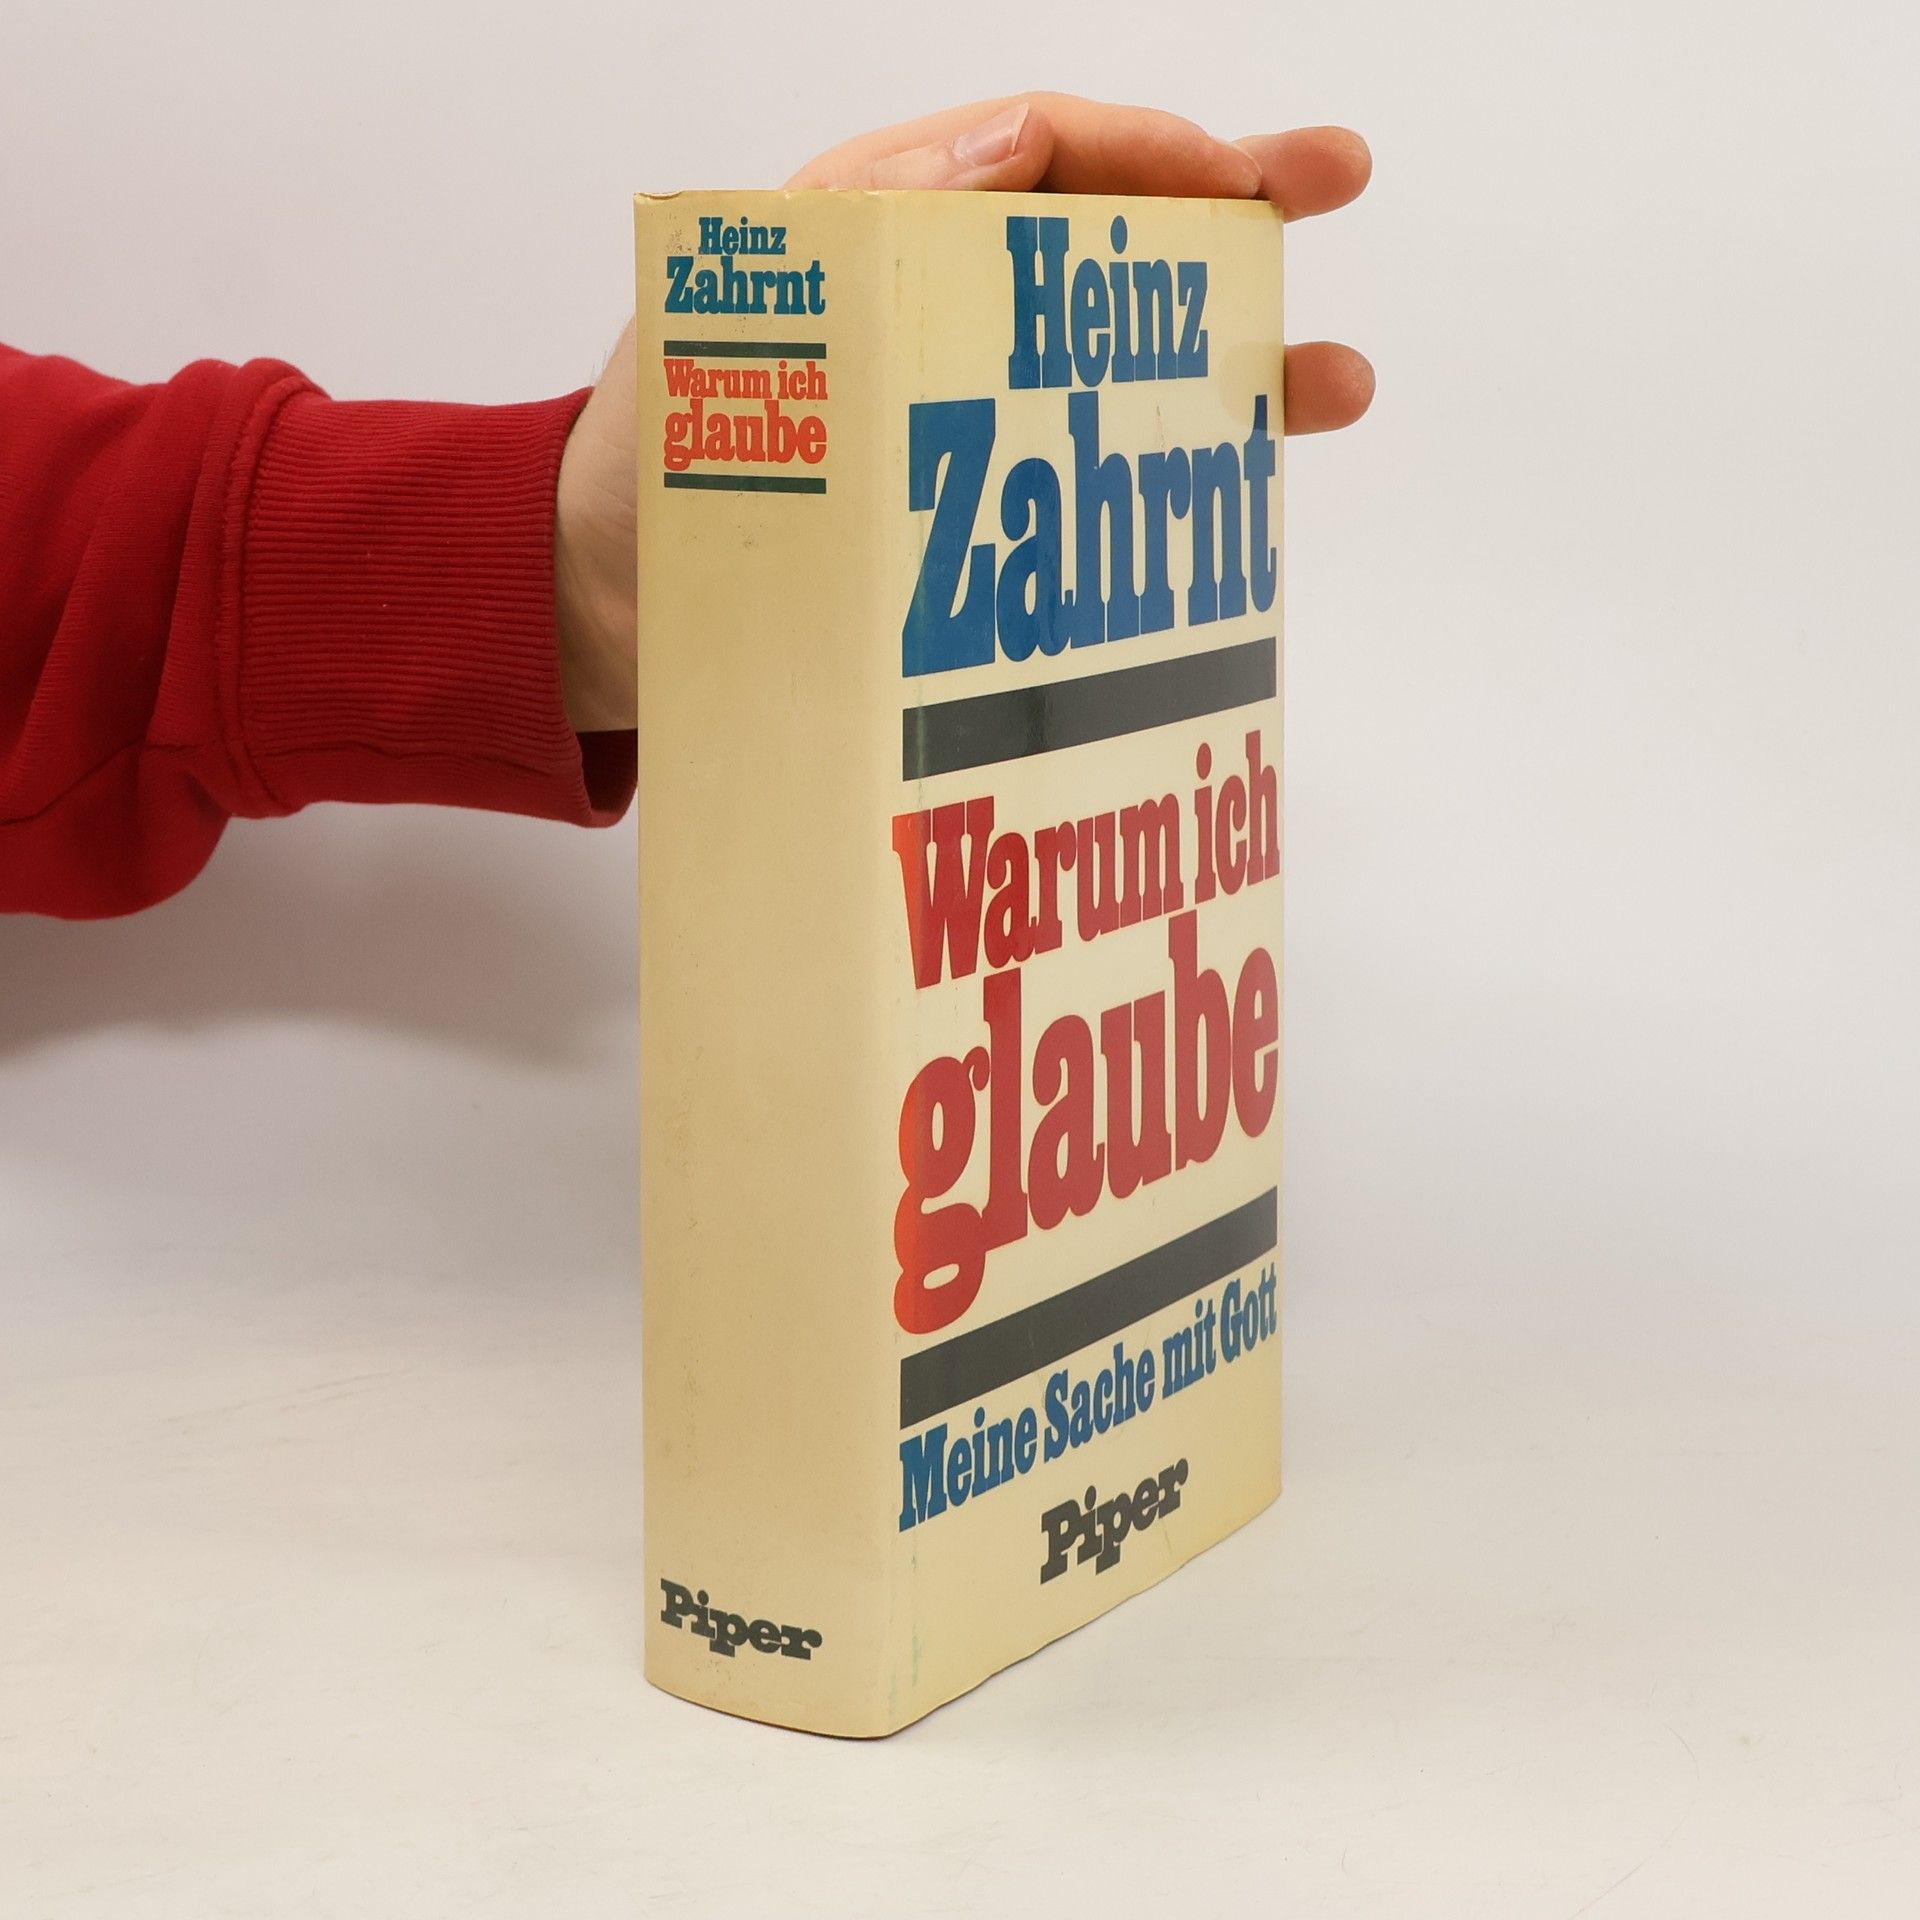 Heinz
Zahrnt
Warum ich
glaube
Piper
Heinz
Zahrnt
Warum ich
glaube
Meine Sache mit Gott
Piper